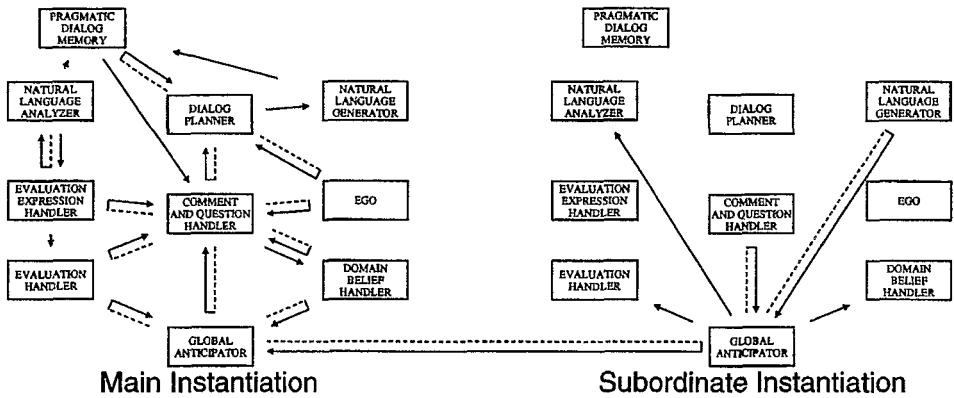 PRAGMATIC
DIALOG
MEMORY
NATURAL
LANGUAGE
ANALYZER
DIALOG
PLANNER
NATURAL
LANGUAGE
GENERATOR
EVALUATION
EXPRESSION
HANDLER
COMMENT
AND QUESTION
HANDLER
EGO
EVALUATION
HANDLER
DOMAIN
BELIEF
HANDLER
GLOBAL
ANTICIPATOR
Main Instantiation
PRAGMATIC
DIALOG
MEMORY
NATURAL
LANGUAGE
ANALYZER
DIALOG
PLANNER
NATURAL
LANGUAGE
GENERATOR
EVALUATION
EXPRESSION
HANDLER
COMMENT
AND QUESTION
HANDLER
EGO
EVALUATION
HANDLER
DOMAIN
BELIEF
HANDLER
GLOBAL
ANTICIPATOR
Subordinate Instantiation